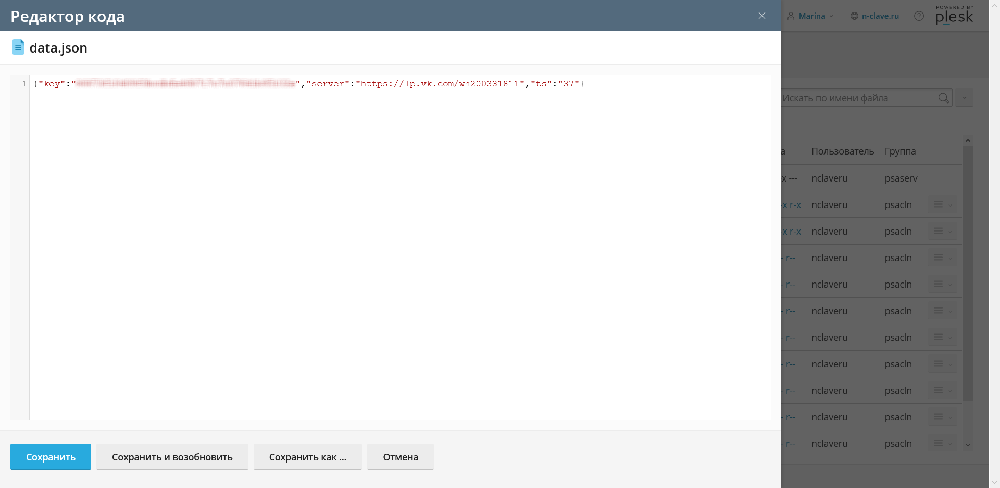 Редактор кода
Marina
n-clave.ru
POWERED BY
plesk
data.json
1 {"key":"","server":"https://lp.vk.com/wh200331811","ts":"37"}
Искать по имени файла
а Пользователь Группа
x --- nclaveru psaserv
-x r-x nclaveru psacln
-x r-x nclaveru psacln
- r-- nclaveru psacln
- r-- nclaveru psacln
- r-- nclaveru psacln
- r-- nclaveru psacln
- r-- nclaveru psacln
- r-- nclaveru psacln
- r-- nclaveru psacln
- r-- nclaveru psacln
Сохранить
Сохранить и возобновить
Сохранить как ...
Отмена